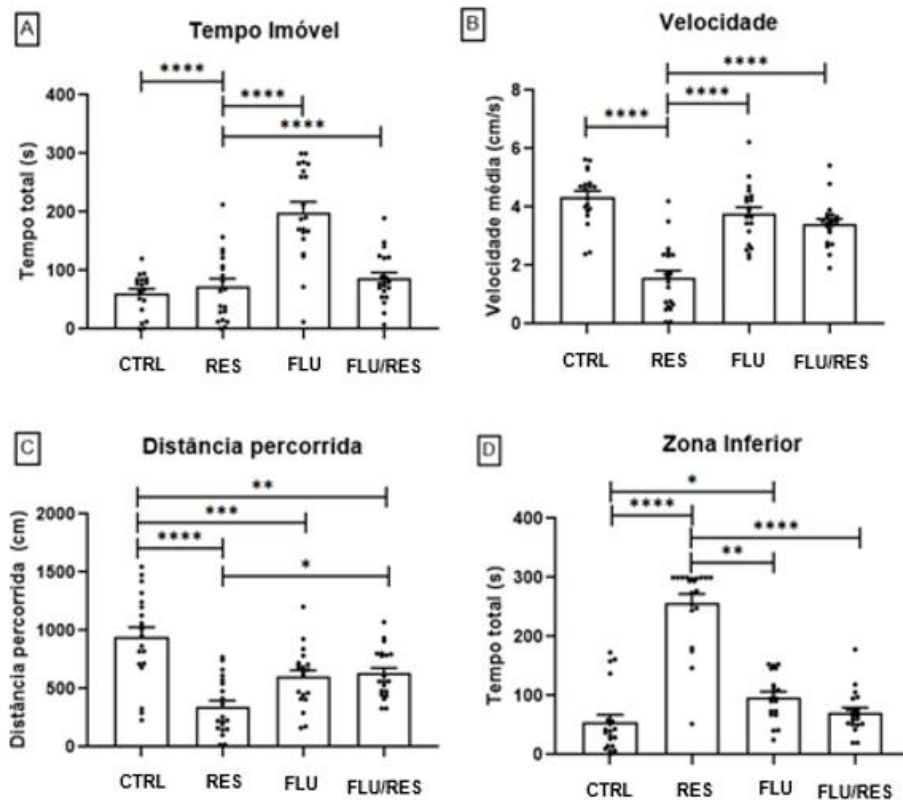 A
Tempo Imóvel
****
****
****
Tempo total (s)
400
300
200
100
0
CTRL RES FLU FLU/RES
B
Velocidade
****
****
****
Velocidade média (cm/s)
8
6
4
2
0
CTRL RES FLU FLU/RES
C
Distância percorrida
**
***
****
*
Distância percorrida (cm)
2000
1500
1000
500
0
CTRL RES FLU FLU/RES
D
Zona Inferior
*
****
****
**
Tempo total (s)
400
300
200
100
0
CTRL RES FLU FLU/RES